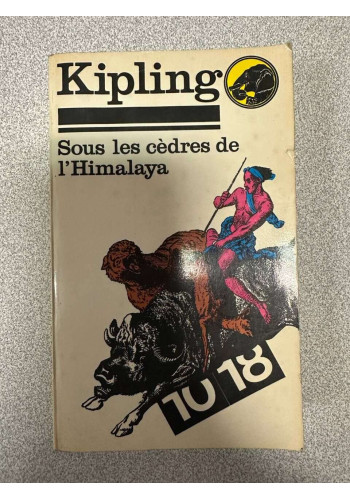 Kipling
Sous les cèdres de
l'Himalaya
10 18